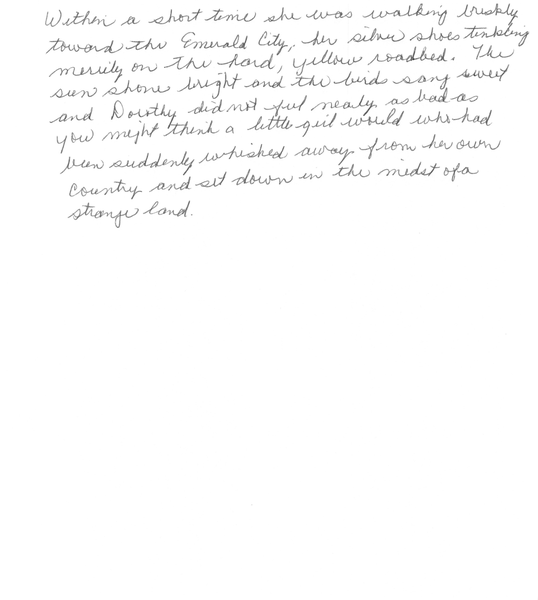 Within a short time she was walking briskly
toward the Emerald City, her silver shoes tinkling
merrily on the hard, yellow roadbed. The
sun shone bright and the birds sang sweet
and Dorothy did not feel nearly as bad as
you might think a little girl would who had
been suddenly whished away from her own
country and set down in the midst of a
strange land.